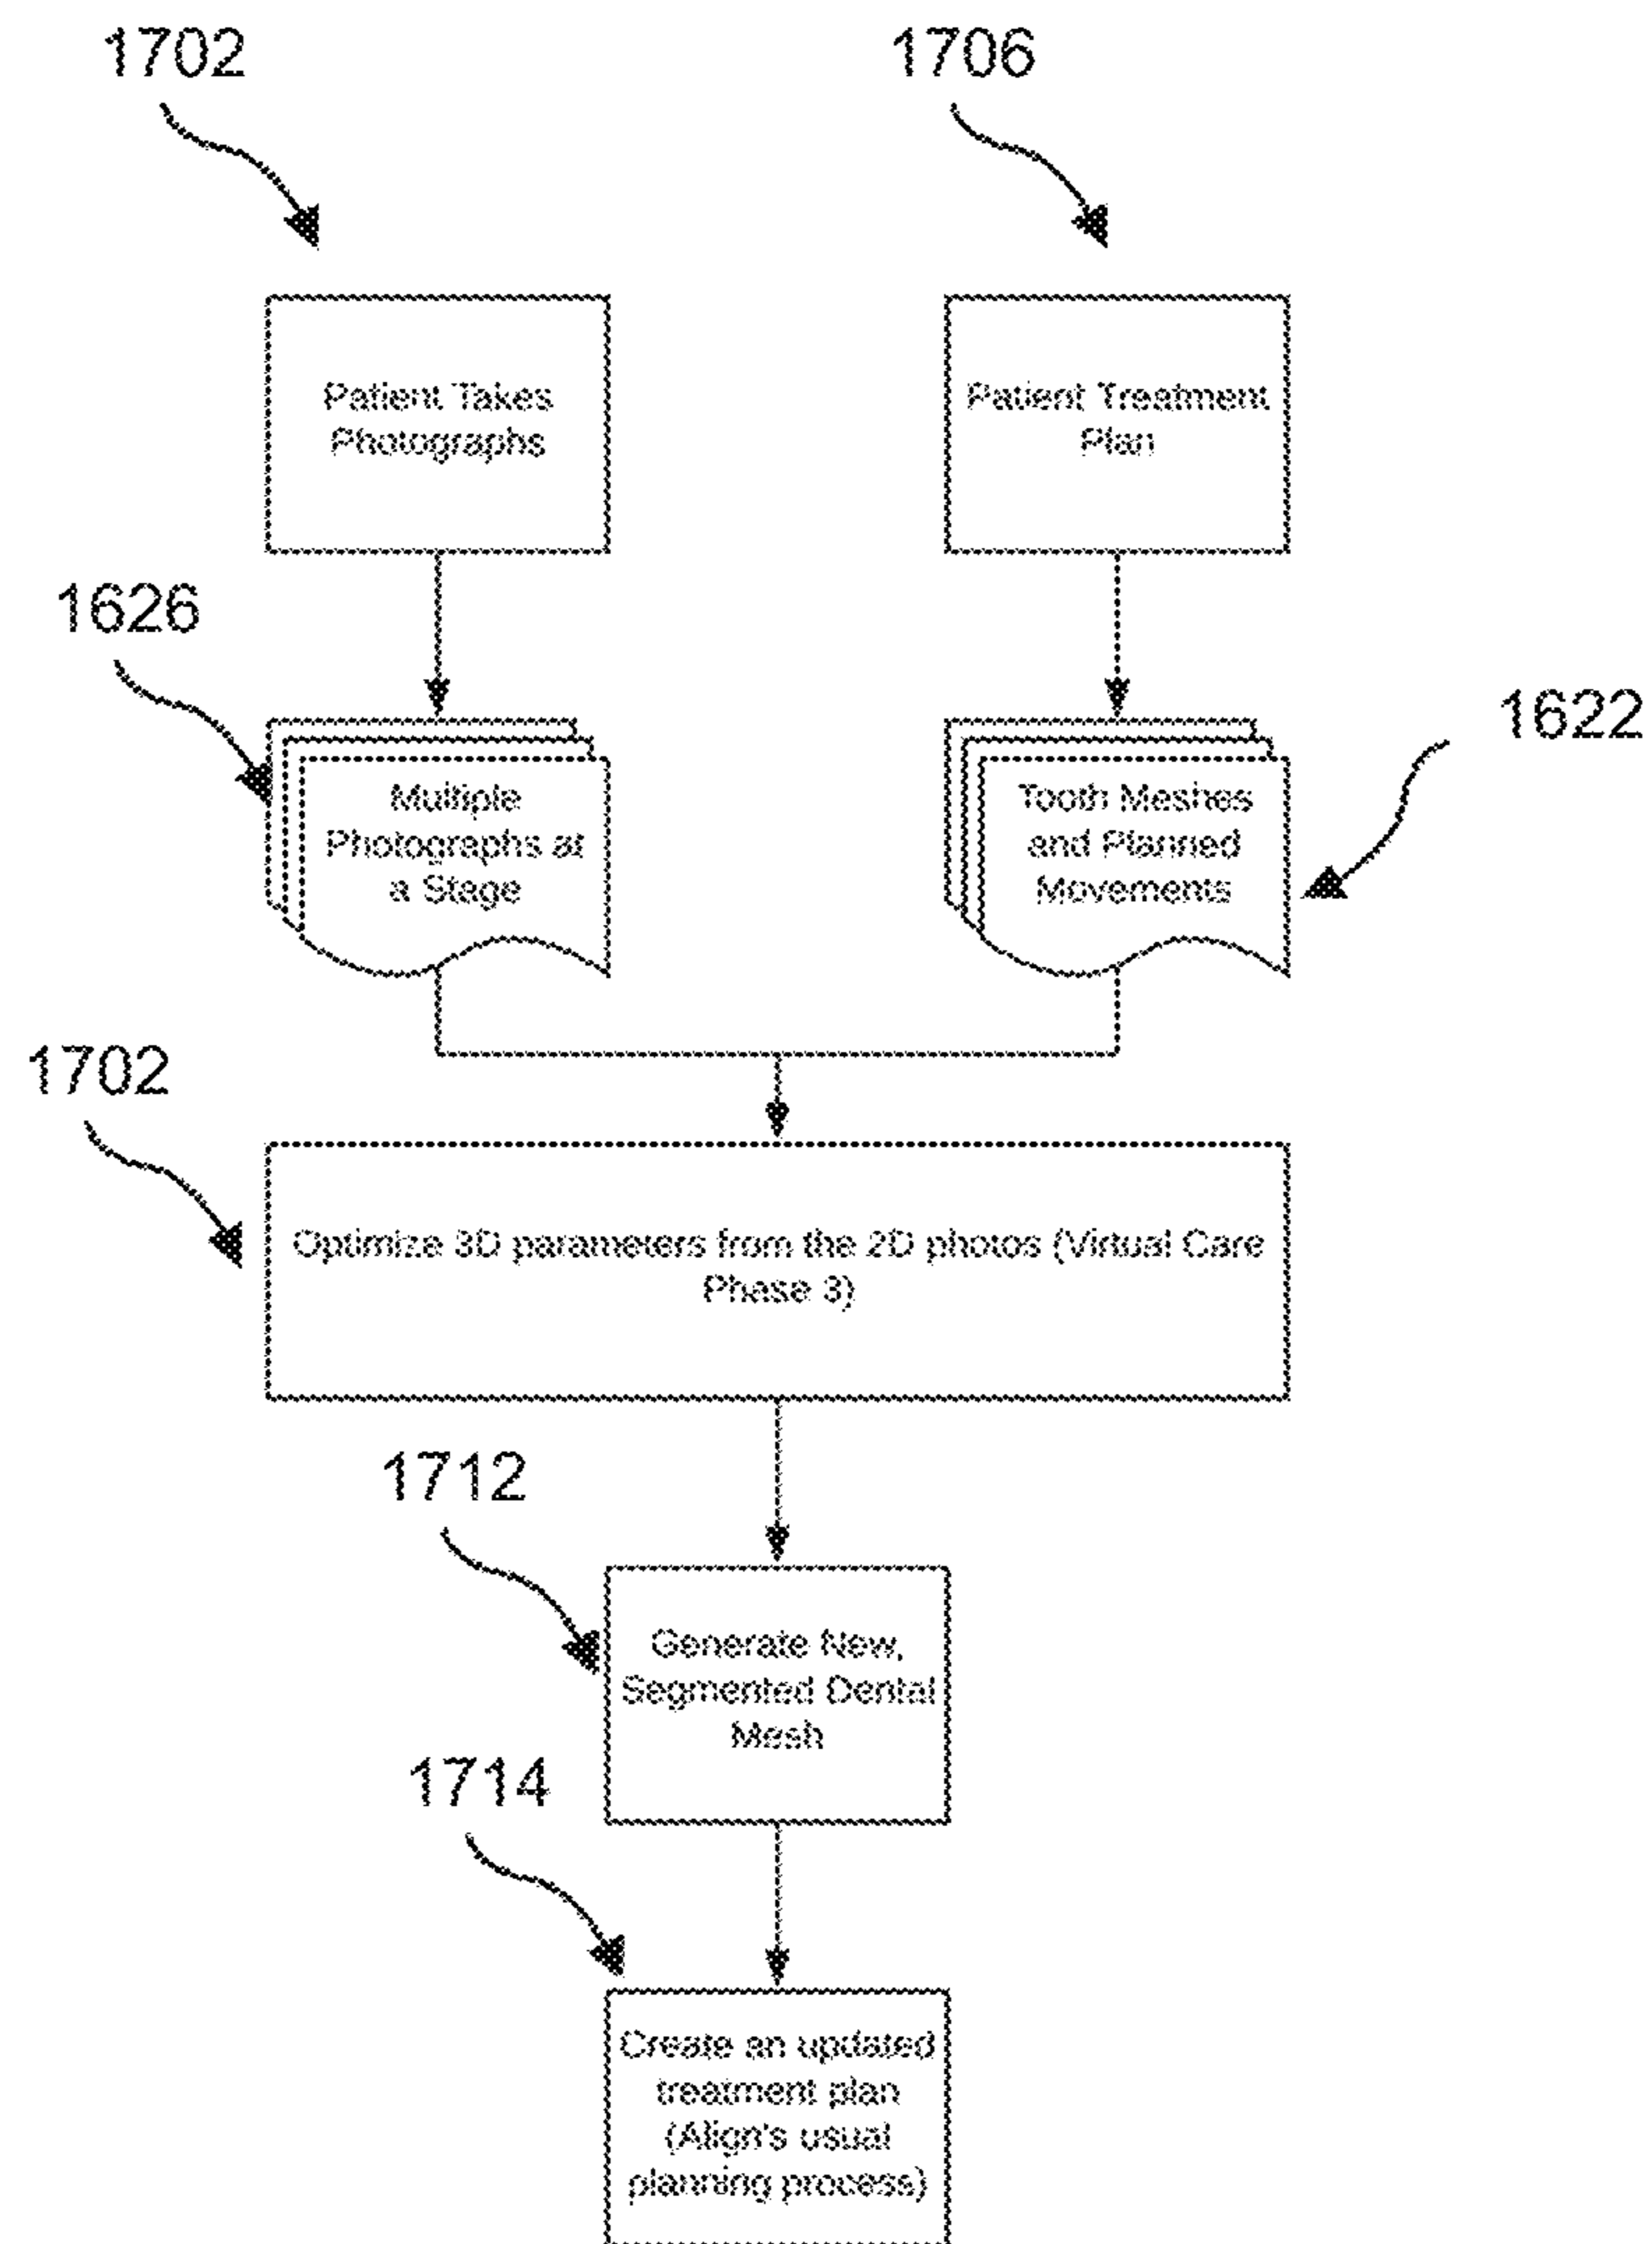 1702
1706
Patient Takes
Photographs
Patient Treatment
Plan
1626
1622
Multiple
Photographs at
a Stage
Tooth Meshes
and Planned
Movements
1702
Optimize 3D parameters from the 2D photos (Virtual Care
Phase 3)
1712
Generate New,
Segmented Dental
Mesh
1714
Create an updated
treatment plan
(Align's usual
planning process)